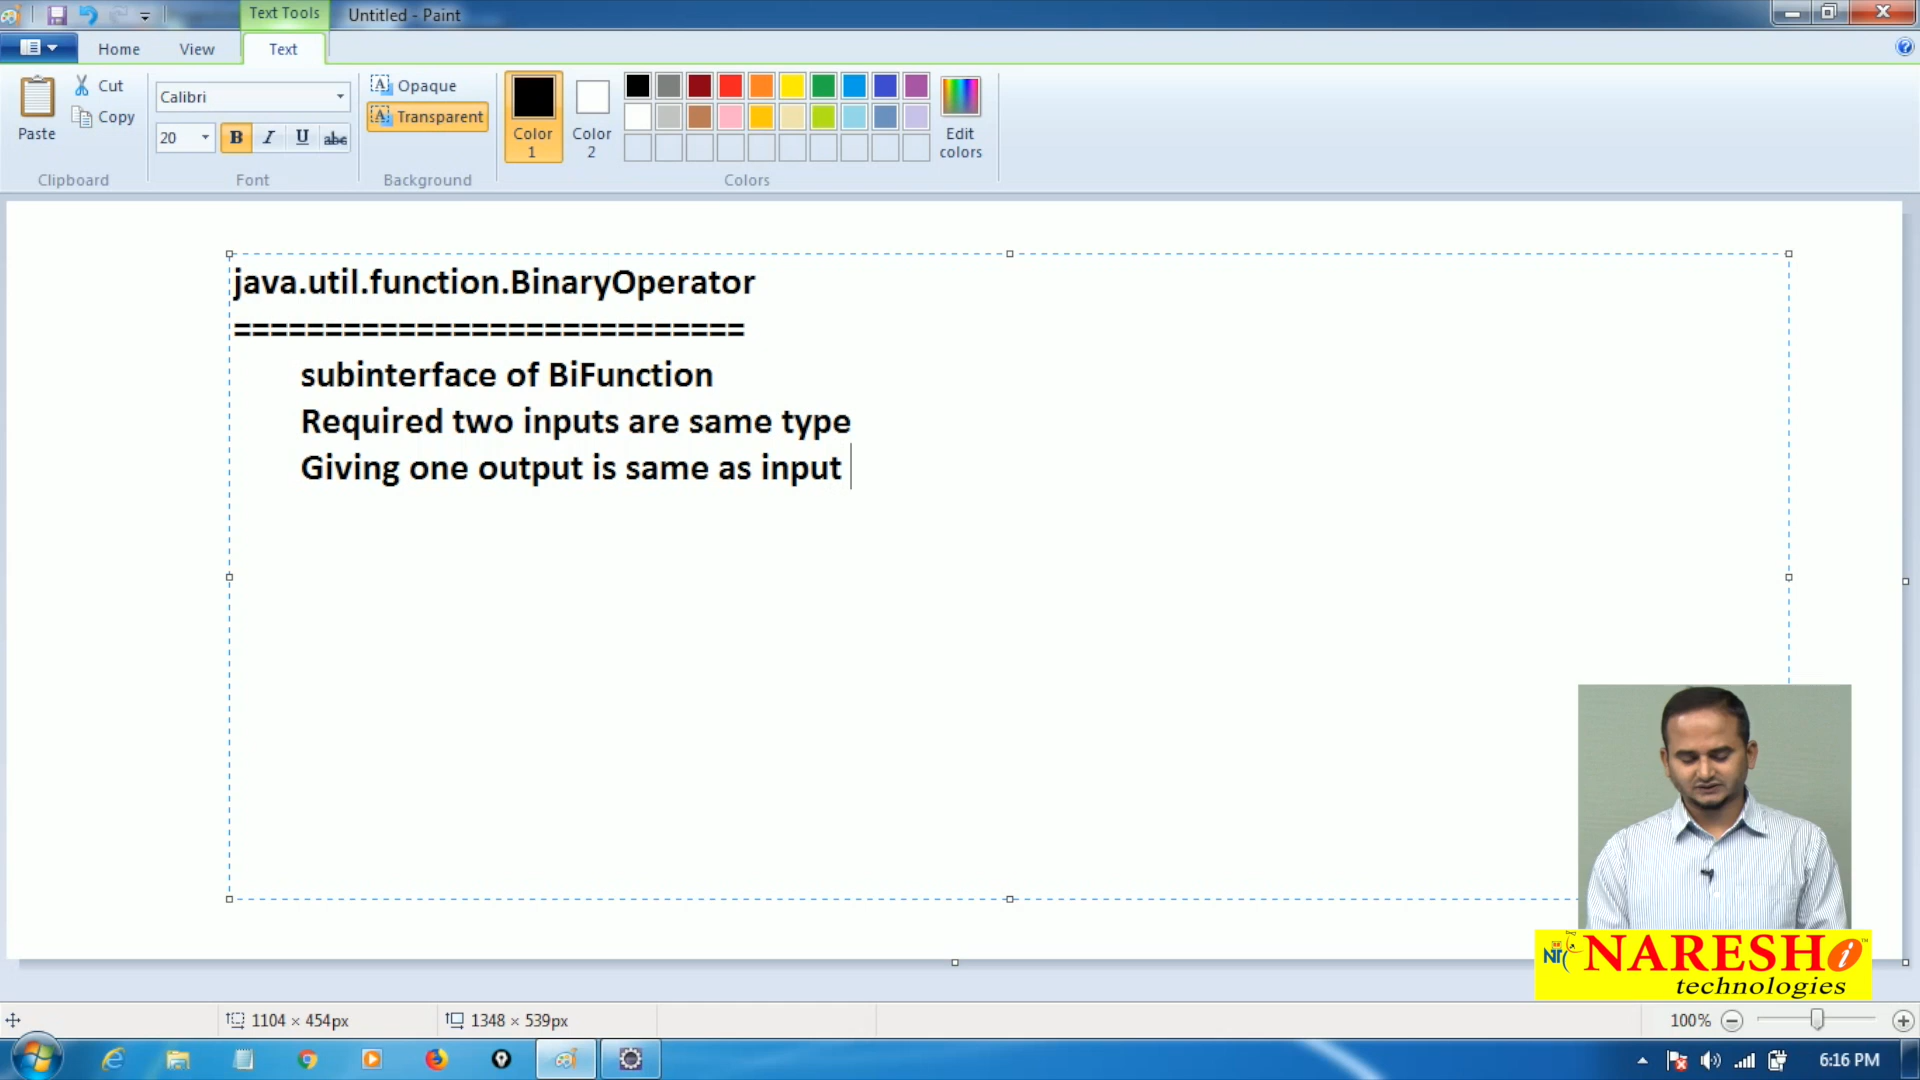 Text Tools
Untitled - Paint
Home
View
Text
Paste
Cut
Copy
Clipboard
Calibri
20
B I U abc
Font
Opaque
Transparent
Background
Color 1
Color 2
Edit colors
Colors
java.util.function.BinaryOperator
============================
subinterface of BiFunction
Required two inputs are same type
Giving one output is same as input
NARESH i
technologies
1104 × 454px
1348 × 539px
100%
6:16 PM